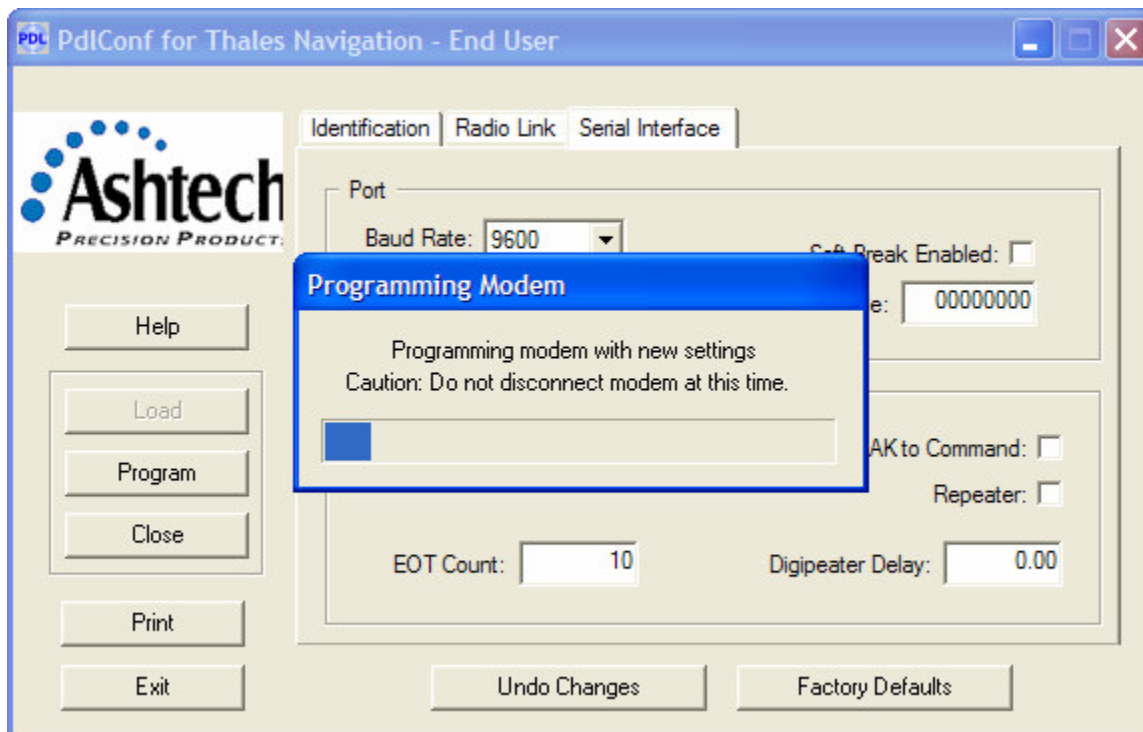 PDL PdlConf for Thales Navigation - End User
Ashtech
PRECISION PRODUCT
Identification Radio Link Serial Interface
Port
Baud Rate: 9600
Break Enabled:
00000000
Programming Modem
Programming modem with new settings
Caution: Do not disconnect modem at this time.
Help
Load
Program
Close
AK to Command:
Repeater:
EOT Count: 10
Digipeater Delay: 0.00
Print
Exit
Undo Changes
Factory Defaults